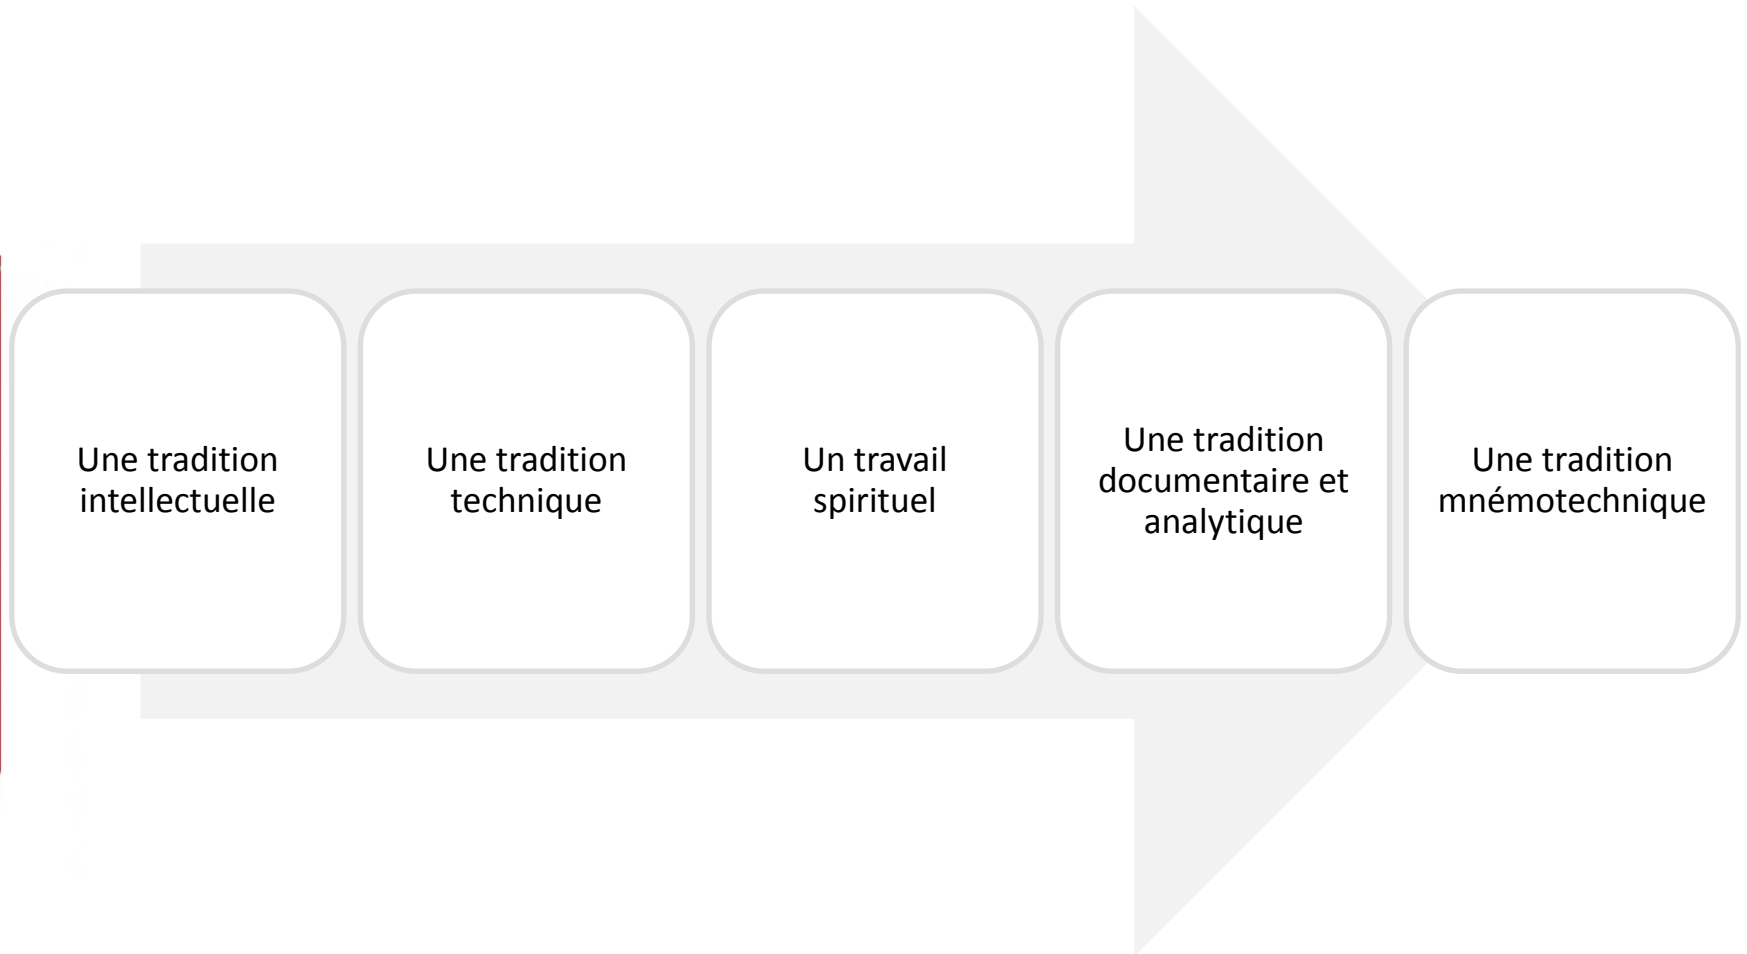 Une tradition
intellectuelle
Une tradition
technique
Un travail
spirituel
Une tradition
documentaire et
analytique
Une tradition
mnémotechnique